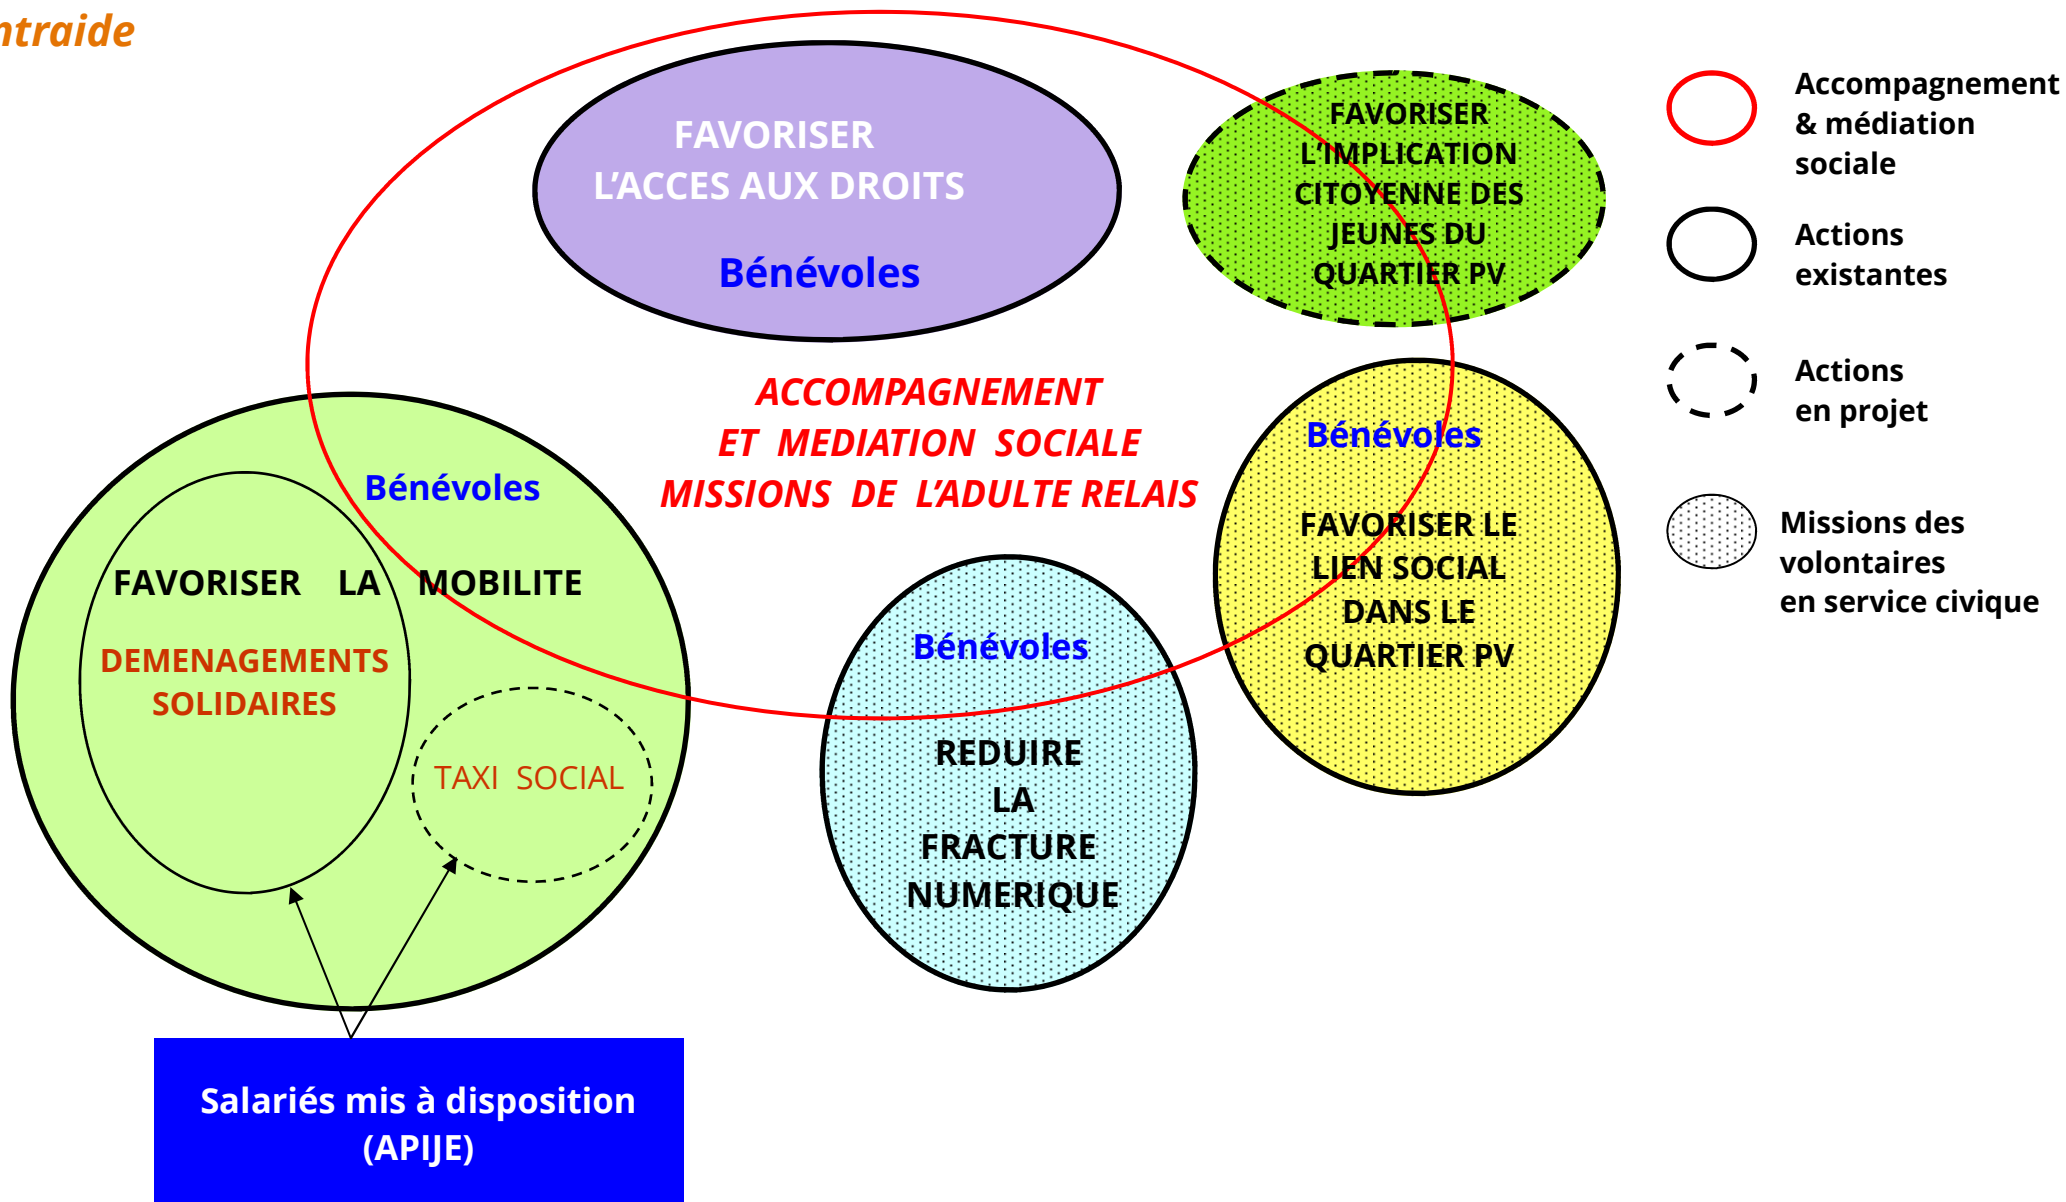 ntraide
FAVORISER
L'ACCES AUX DROITS
Bénévoles
FAVORISER
L'IMPLICATION
CITOYENNE DES
JEUNES DU
QUARTIER PV
ACCOMPAGNEMENT
ET MEDIATION SOCIALE
MISSIONS DE L'ADULTE RELAIS
Bénévoles
FAVORISER LA MOBILITE
DEMENAGEMENTS
SOLIDAIRES
TAXI SOCIAL
Bénévoles
REDUIRE
LA
FRACTURE
NUMERIQUE
Bénévoles
FAVORISER LE
LIEN SOCIAL
DANS LE
QUARTIER PV
Salariés mis à disposition
(APIJE)
Accompagnement
& médiation
sociale
Actions
existantes
Actions
en projet
Missions des
volontaires
en service civique